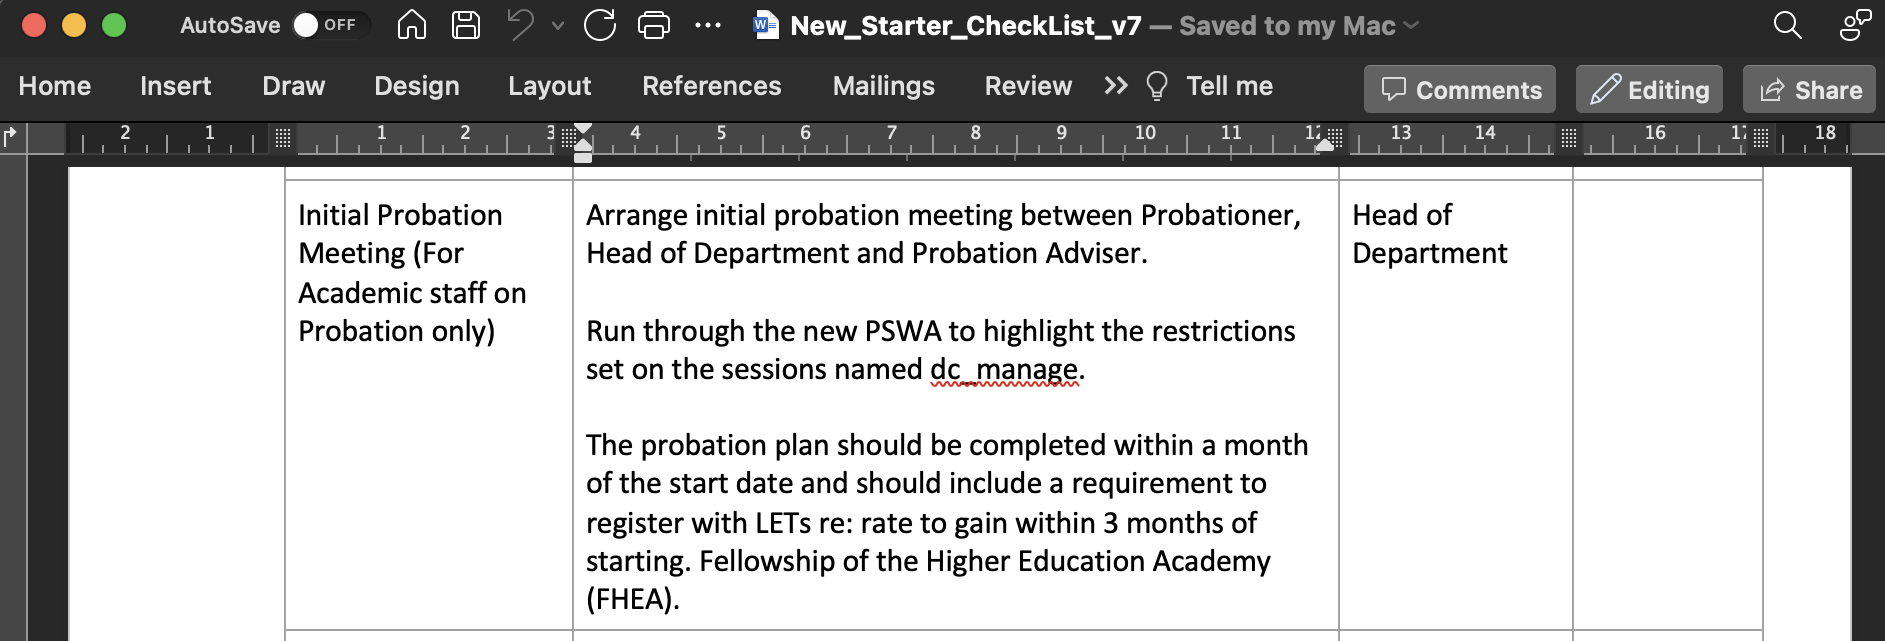 AutoSave OFF New_Starter_CheckList_v7 — Saved to my Mac
Home Insert Draw Design Layout References Mailings Review Tell me Comments Editing Share
2 1 1 2 3 4 5 6 7 8 9 10 11 12 13 14 16 17 18
Initial Probation
Meeting (For
Academic staff on
Probation only)
Arrange initial probation meeting between Probationer,
Head of Department and Probation Adviser.
Run through the new PSWA to highlight the restrictions
set on the sessions named dc_manage.
The probation plan should be completed within a month
of the start date and should include a requirement to
register with LETs re: rate to gain within 3 months of
starting. Fellowship of the Higher Education Academy
(FHEA).
Head of
Department